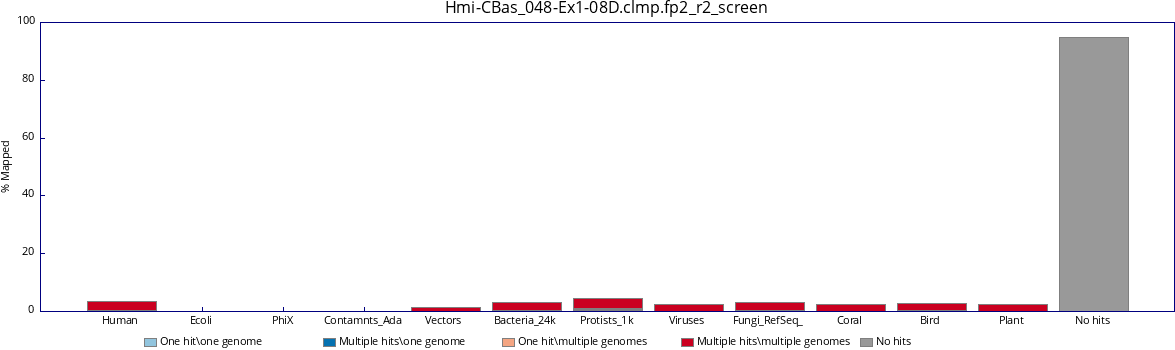 Hmi-CBas_048-Ex1-08D.clmp.fp2_r2_screen
100
80
60
40
20
0
% Mapped
Human Ecoli PhiX Contamnts_Ada Vectors Bacteria_24k Protists_1k Viruses Fungi_RefSeq_ Coral Bird Plant No hits
One hit\one genome Multiple hits\one genome One hit\multiple genomes Multiple hits\multiple genomes No hits